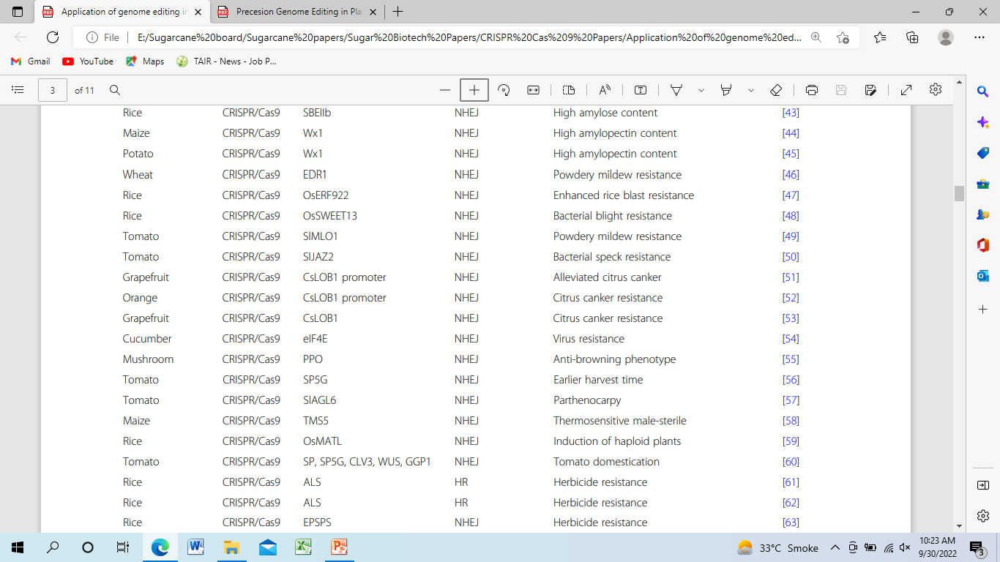 Application of genome editing in
Precesion Genome Editing in Pla
File E:/Sugarcane%20board/Sugarcane%20papers/Sugar%20Biotech%20Papers/CRISPR%20Cas%209%20Papers/Application%20of%20genome%20ed...
Gmail YouTube Maps TAIR - News - Job P...
3 of 11
Rice CRISPR/Cas9 SBEIIb NHEJ High amylose content [43]
Maize CRISPR/Cas9 Wx1 NHEJ High amylopectin content [44]
Potato CRISPR/Cas9 Wx1 NHEJ High amylopectin content [45]
Wheat CRISPR/Cas9 EDR1 NHEJ Powdery mildew resistance [46]
Rice CRISPR/Cas9 OsERF922 NHEJ Enhanced rice blast resistance [47]
Rice CRISPR/Cas9 OsSWEET13 NHEJ Bacterial blight resistance [48]
Tomato CRISPR/Cas9 SlMLO1 NHEJ Powdery mildew resistance [49]
Tomato CRISPR/Cas9 SlJAZ2 NHEJ Bacterial speck resistance [50]
Grapefruit CRISPR/Cas9 CsLOB1 promoter NHEJ Alleviated citrus canker [51]
Orange CRISPR/Cas9 CsLOB1 promoter NHEJ Citrus canker resistance [52]
Grapefruit CRISPR/Cas9 CsLOB1 NHEJ Citrus canker resistance [53]
Cucumber CRISPR/Cas9 eIF4E NHEJ Virus resistance [54]
Mushroom CRISPR/Cas9 PPO NHEJ Anti-browning phenotype [55]
Tomato CRISPR/Cas9 SP5G NHEJ Earlier harvest time [56]
Tomato CRISPR/Cas9 SlAGL6 NHEJ Parthenocarpy [57]
Maize CRISPR/Cas9 TMS5 NHEJ Thermosensitive male-sterile [58]
Rice CRISPR/Cas9 OsMATL NHEJ Induction of haploid plants [59]
Tomato CRISPR/Cas9 SP, SP5G, CLV3, WUS, GGP1 NHEJ Tomato domestication [60]
Rice CRISPR/Cas9 ALS HR Herbicide resistance [61]
Rice CRISPR/Cas9 ALS HR Herbicide resistance [62]
Rice CRISPR/Cas9 EPSPS NHEJ Herbicide resistance [63]
33°C Smoke
10:23 AM
9/30/2022
3